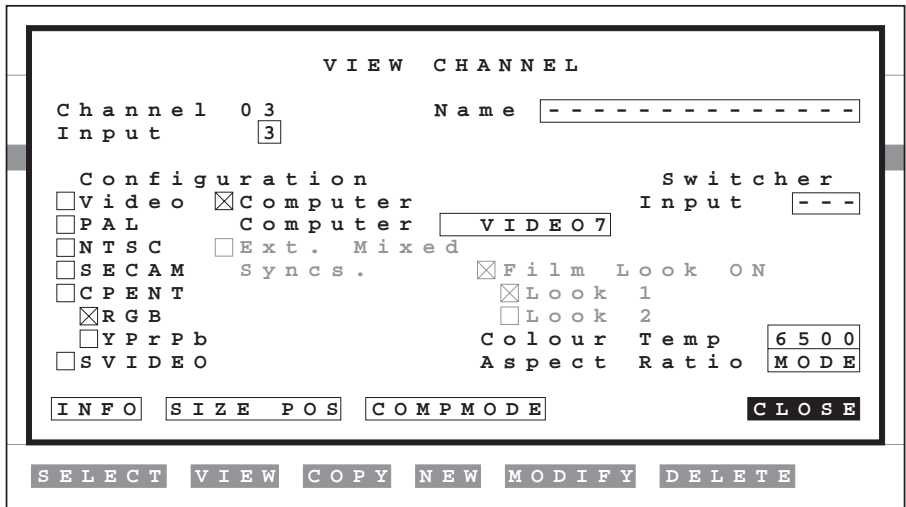 VIEW CHANNEL
Channel 03 Name --------------
Input 3
Configuration Switcher
Video Computer Input ---
PAL Computer VIDEO7
NTSC Ext. Mixed
SECAM Syncs. Film Look ON
CPENT Look 1
RGB Look 2
YPrPb Colour Temp 6500
SVIDEO Aspect Ratio MODE
INFO SIZE POS COMPMODE CLOSE
SELECT VIEW COPY NEW MODIFY DELETE